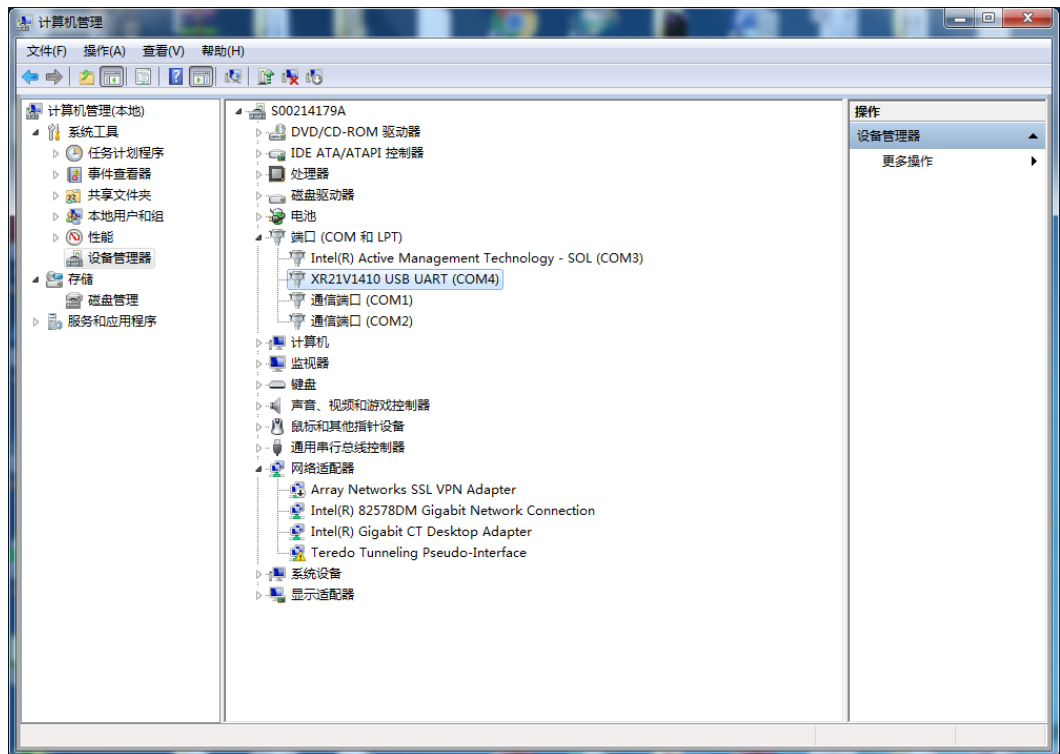 计算机管理
文件(F) 操作(A) 查看(V) 帮助(H)
计算机管理(本地)
系统工具
任务计划程序
事件查看器
共享文件夹
本地用户和组
性能
设备管理器
存储
磁盘管理
服务和应用程序
S00214179A
DVD/CD-ROM 驱动器
IDE ATA/ATAPI 控制器
处理器
磁盘驱动器
电池
端口 (COM 和 LPT)
Intel(R) Active Management Technology - SOL (COM3)
XR21V1410 USB UART (COM4)
通信端口 (COM1)
通信端口 (COM2)
计算机
监视器
键盘
声音、视频和游戏控制器
鼠标和其他指针设备
通用串行总线控制器
网络适配器
Array Networks SSL VPN Adapter
Intel(R) 82578DM Gigabit Network Connection
Intel(R) Gigabit CT Desktop Adapter
Teredo Tunneling Pseudo-Interface
系统设备
显示适配器
操作
设备管理器
更多操作